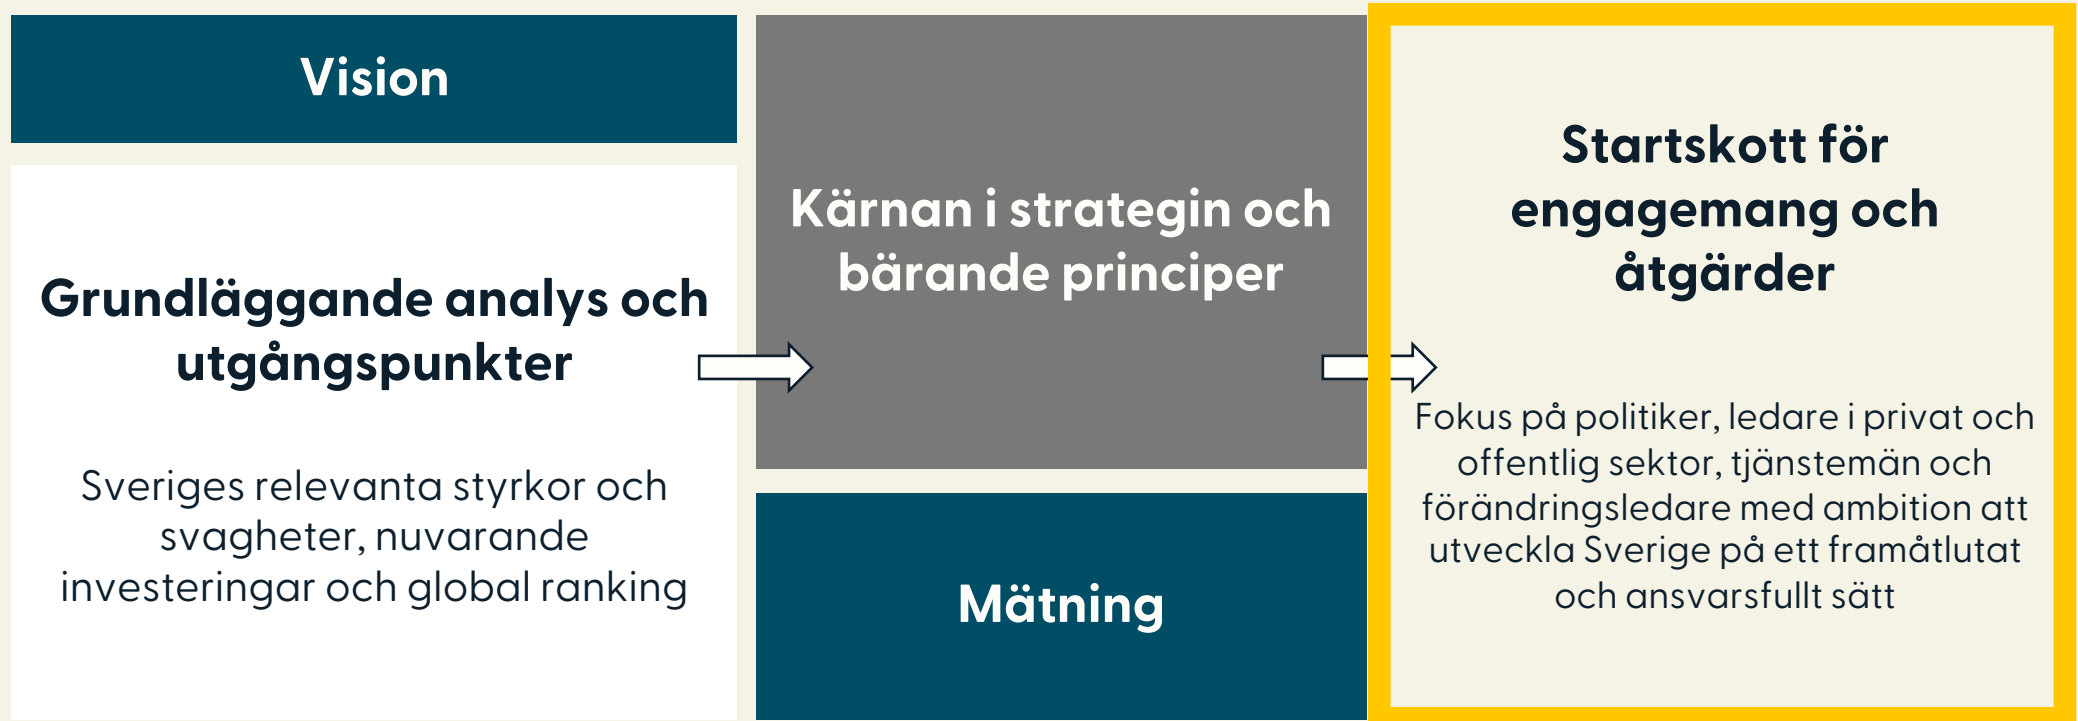 Vision
Grundläggande analys och
utgångspunkter
Sveriges relevanta styrkor och
svagheter, nuvarande
investeringar och global ranking
Kärnan i strategin och
bärande principer
Mätning
Startskott för
engagemang och
åtgärder
Fokus på politiker, ledare i privat och
offentlig sektor, tjänstemän och
förändringsledare med ambition att
utveckla Sverige på ett framåtlutat
och ansvarsfullt sätt